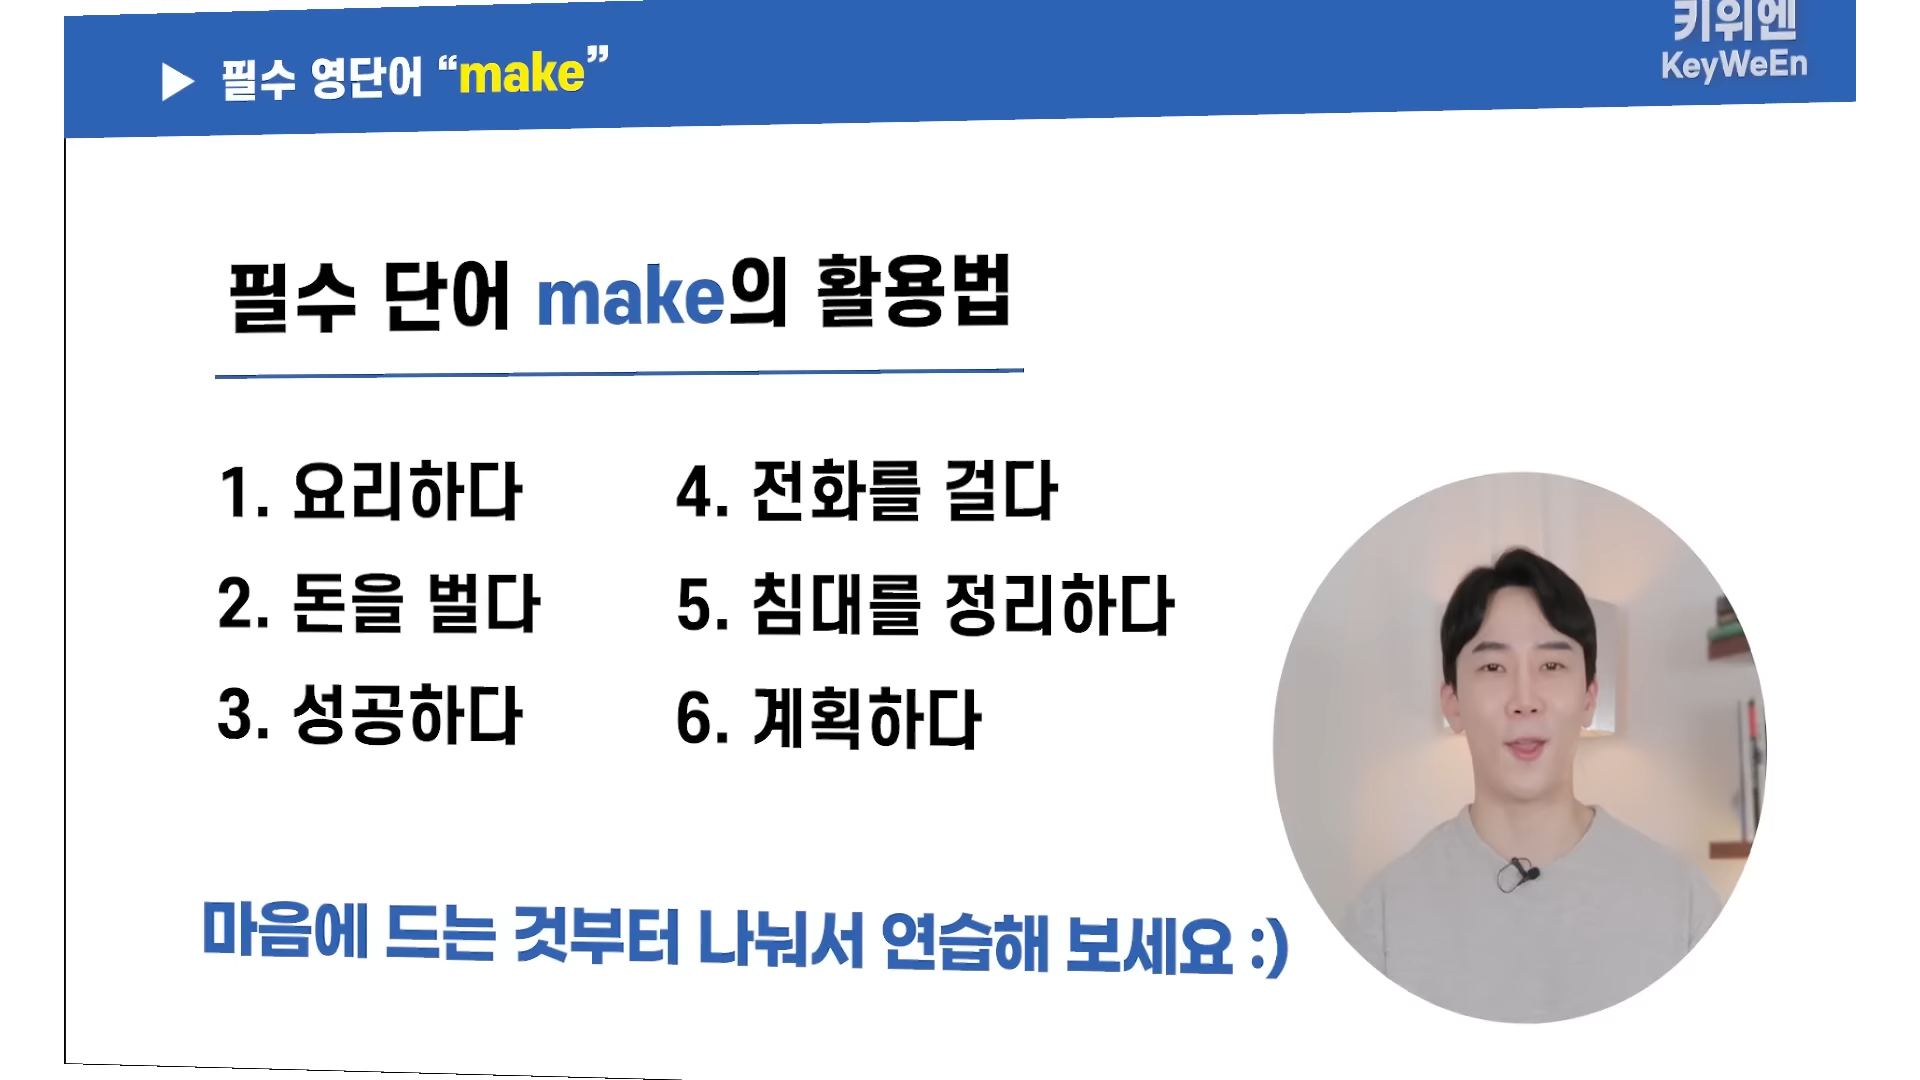 ▶ 필수 영단어 “make”
키위엔
KeyWeEn
필수 단어 make의 활용법
1. 요리하다
2. 돈을 벌다
3. 성공하다
4. 전화를 걸다
5. 침대를 정리하다
6. 계획하다
마음에 드는 것부터 나눠서 연습해 보세요 :)